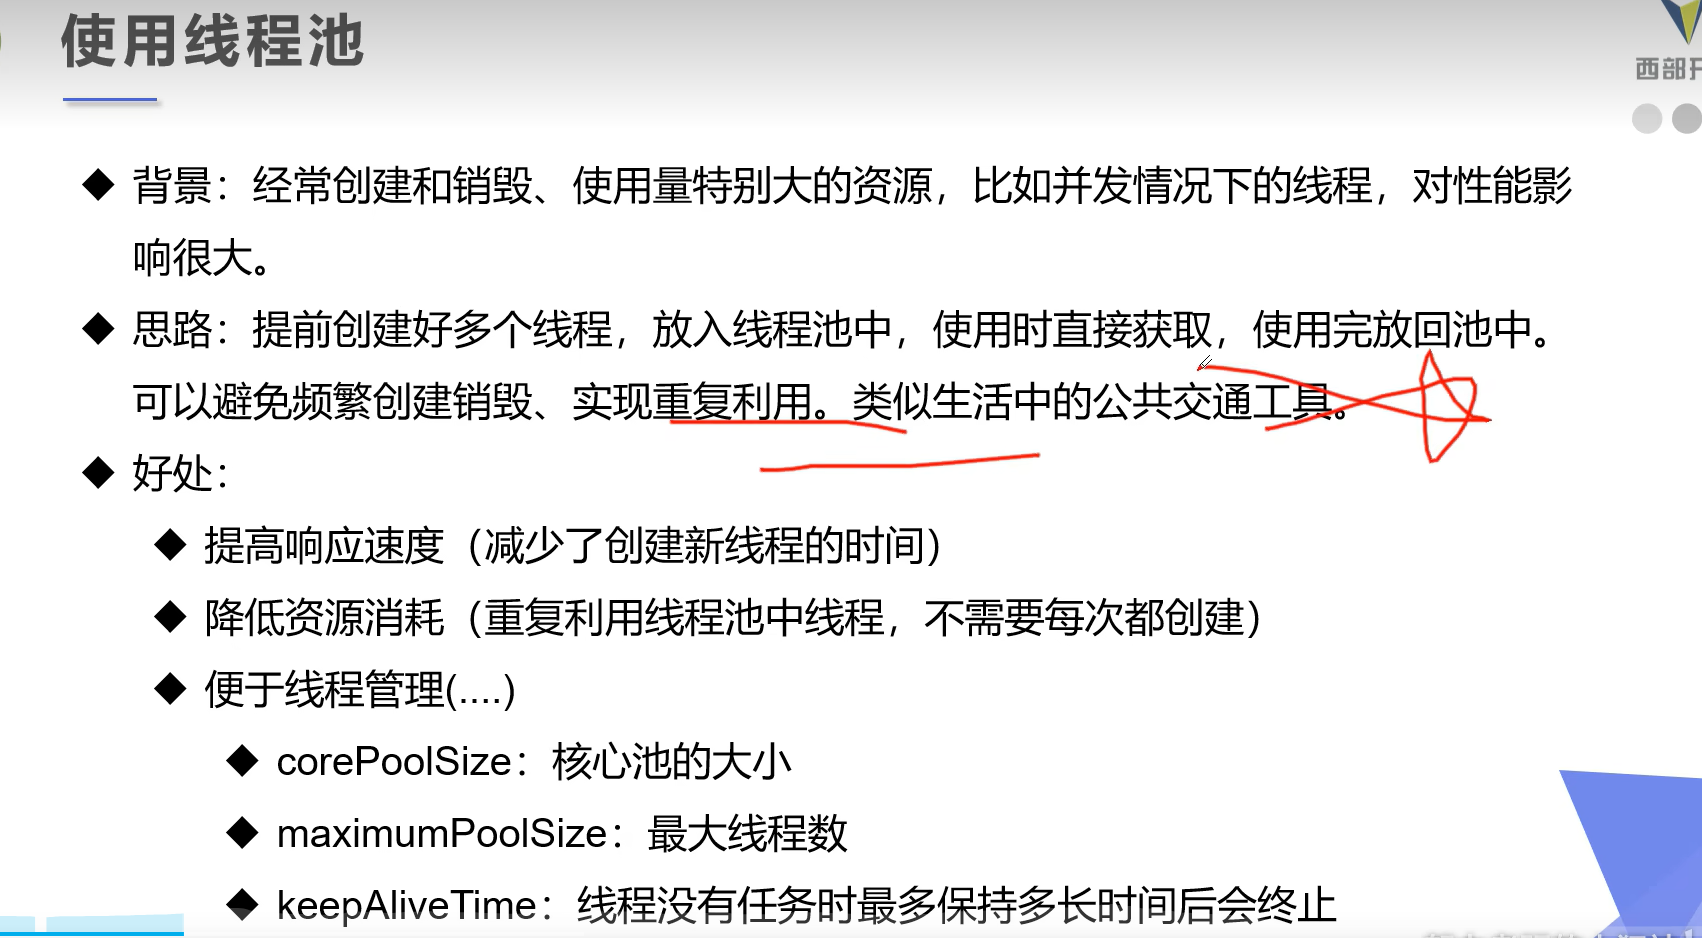 使用线程池
西部开
背景：经常创建和销毁、使用量特别大的资源，比如并发情况下的线程，对性能影
响很大。
思路：提前创建好多个线程，放入线程池中，使用时直接获取，使用完放回池中。
可以避免频繁创建销毁、实现重复利用。类似生活中的公共交通工具。
好处：
提高响应速度（减少了创建新线程的时间）
降低资源消耗（重复利用线程池中线程，不需要每次都创建）
便于线程管理(....)
corePoolSize：核心池的大小
maximumPoolSize：最大线程数
keepAliveTime：线程没有任务时最多保持多长时间后会终止